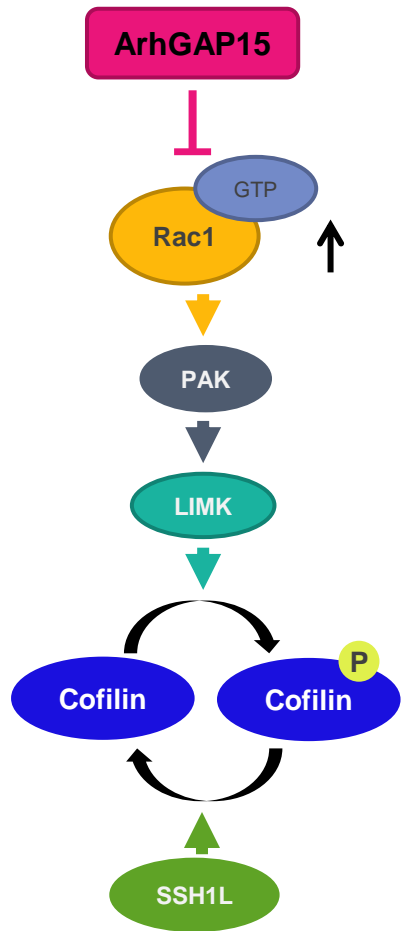 ArhGAP15
GTP
Rac1
PAK
LIMK
P
Cofilin
Cofilin
SSH1L